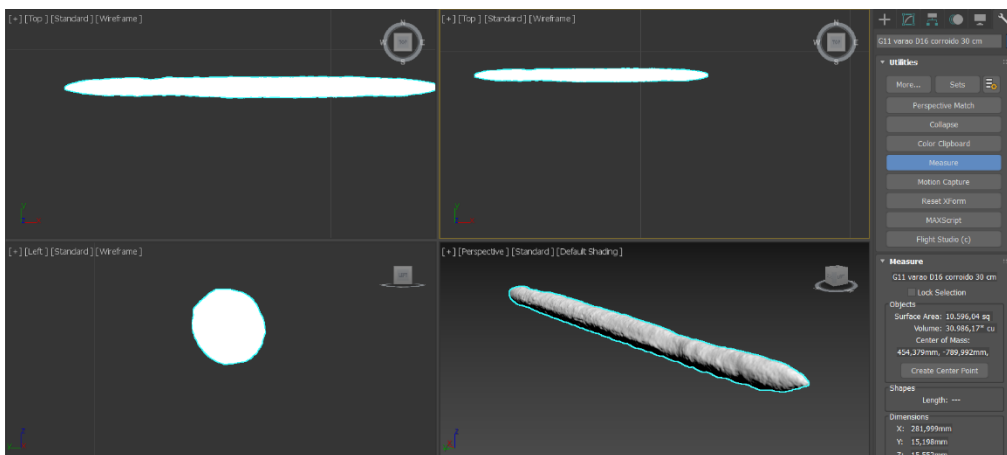 [+] [Top] [Standard] [Wireframe]
[+] [Top] [Standard] [Wireframe]
[+] [Left] [Standard] [Wireframe]
[+] [Perspective] [Standard] [Default Shading]
G11 varao D16 corroido 30 cm
Utilities
More... Sets
Perspective Match
Collapse
Color Clipboard
Measure
Motion Capture
Reset XForm
MAXScript
Flight Studio (c)
Measure
G11 varao D16 corroido 30 cm
Lock Selection
Objects
Surface Area: 10.596,04 sq
Volume: 30.986,17" cu
Center of Mass:
454,379mm, -789,992mm,
Create Center Point
Shapes
Length: ---
Dimensions
X: 281,999mm
Y: 15,198mm
Z: 15,552mm